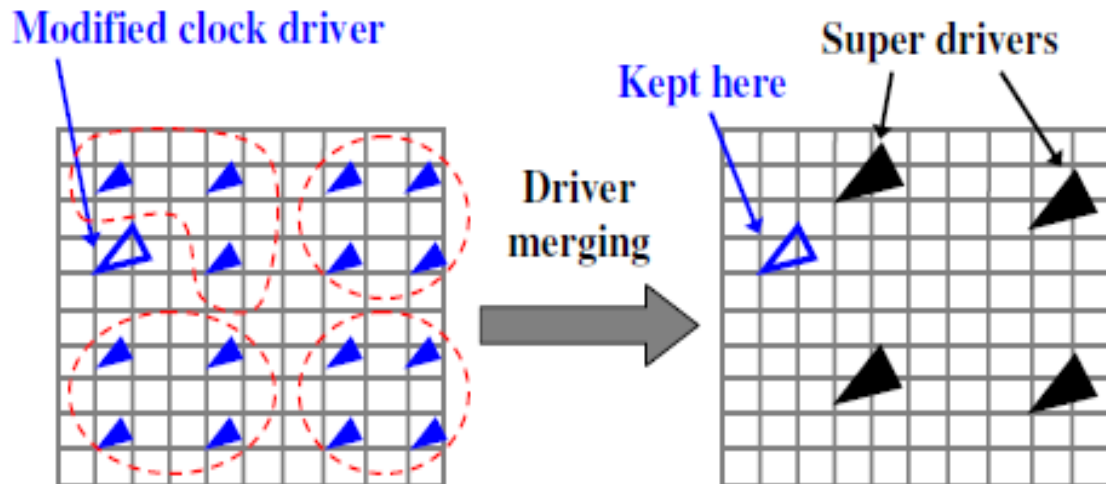 Modified clock driver
Super drivers
Kept here
Driver
merging